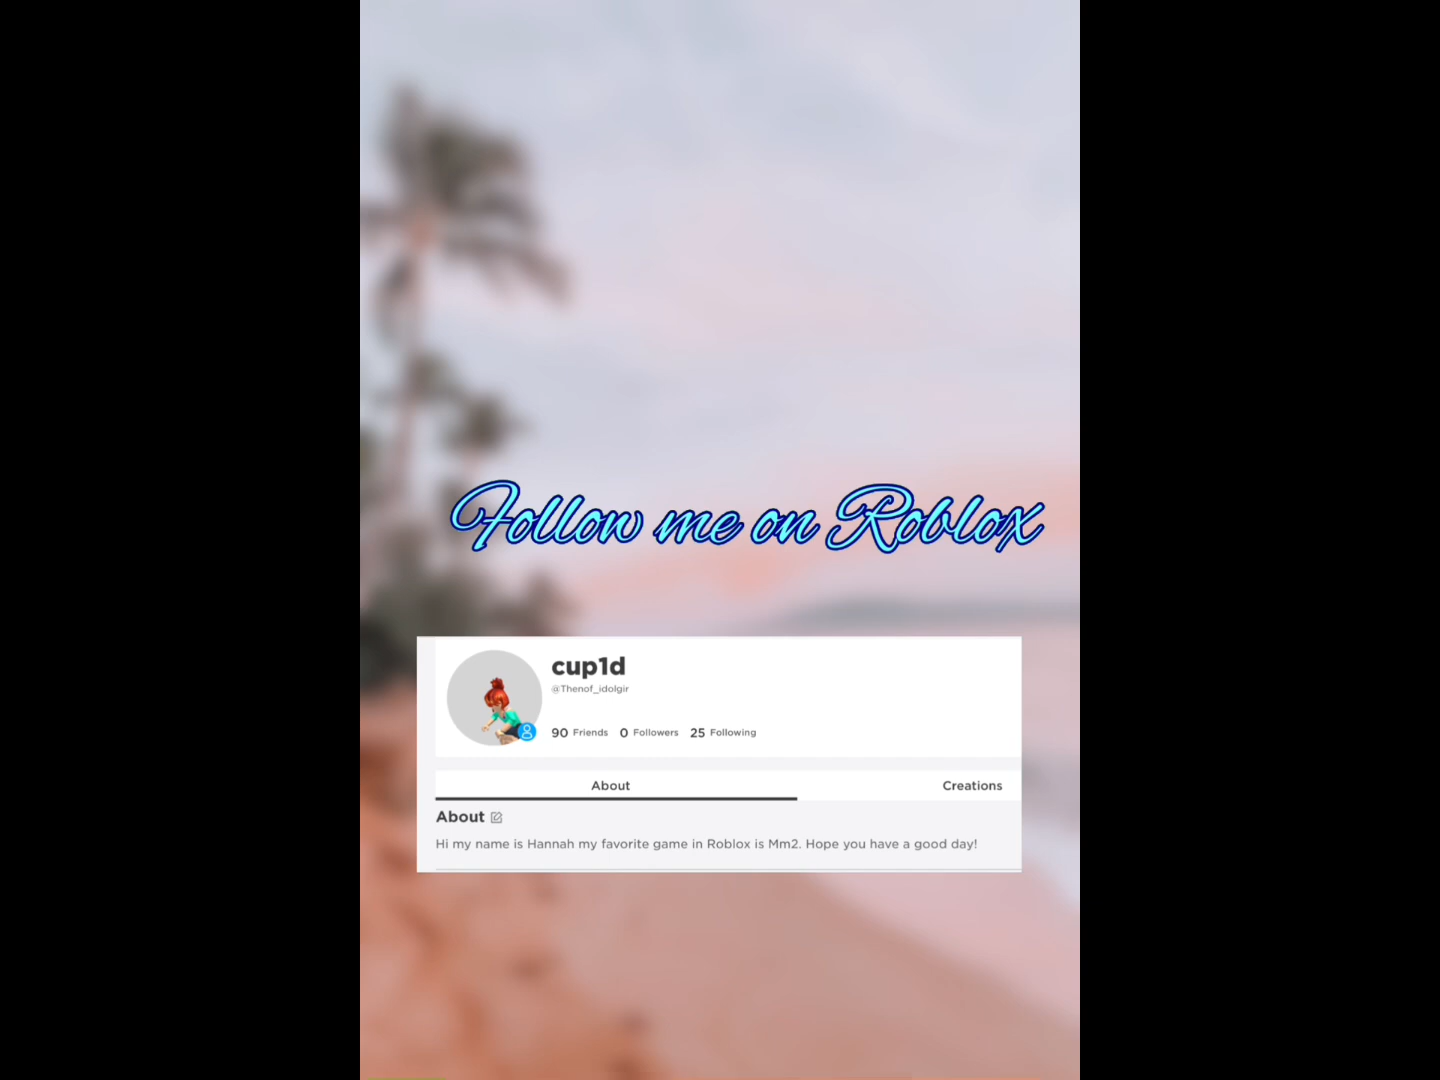 Follow me on Roblox
cup1d
@Thenof_idolgir
90 Friends 0 Followers 25 Following
About Creations
About
Hi my name is Hannah my favorite game in Roblox is Mm2. Hope you have a good day!